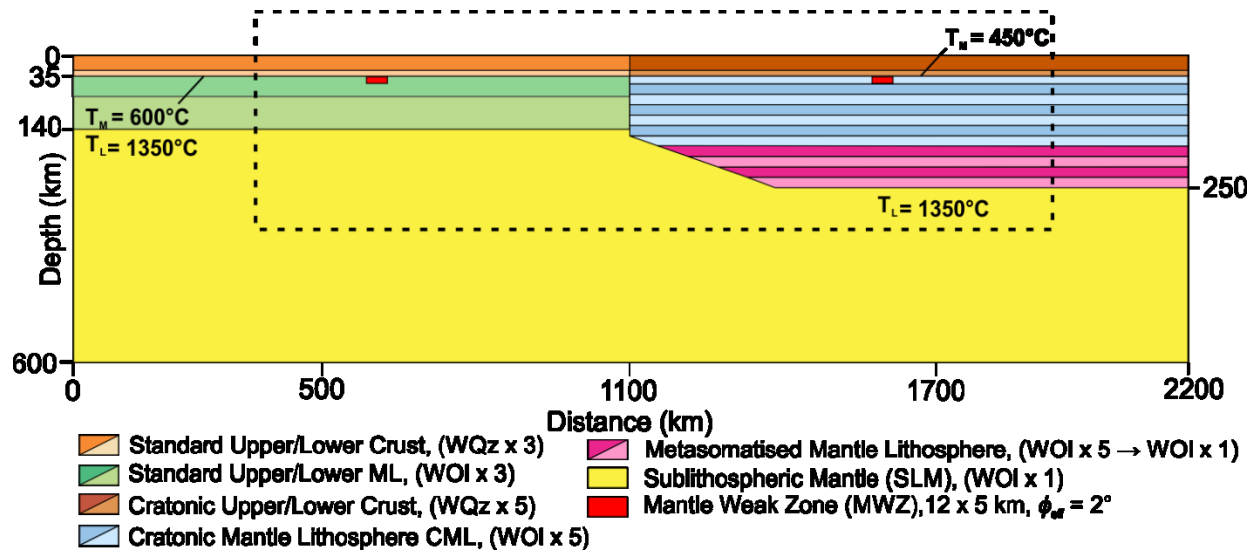 T_M = 450°C
0
35
T_M = 600°C
140
T_L = 1350°C
250
T_L = 1350°C
Depth (km)
600
0 500 1100 1700 2200
Distance (km)
Standard Upper/Lower Crust, (WQz x 3)
Standard Upper/Lower ML, (WOl x 3)
Cratonic Upper/Lower Crust, (WQz x 5)
Cratonic Mantle Lithosphere CML, (WOl x 5)
Metasomatised Mantle Lithosphere, (WOl x 5 → WOl x 1)
Sublithospheric Mantle (SLM), (WOl x 1)
Mantle Weak Zone (MWZ),12 x 5 km, ϕ_eff = 2°